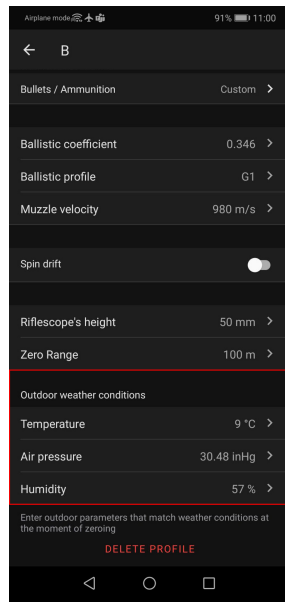 Airplane mode 91% 11:00
B
Bullets / Ammunition Custom
Ballistic coefficient 0.346
Ballistic profile G1
Muzzle velocity 980 m/s
Spin drift
Riflescope's height 50 mm
Zero Range 100 m
Outdoor weather conditions
Temperature 9 °C
Air pressure 30.48 inHg
Humidity 57 %
Enter outdoor parameters that match weather conditions at
the moment of zeroing
DELETE PROFILE